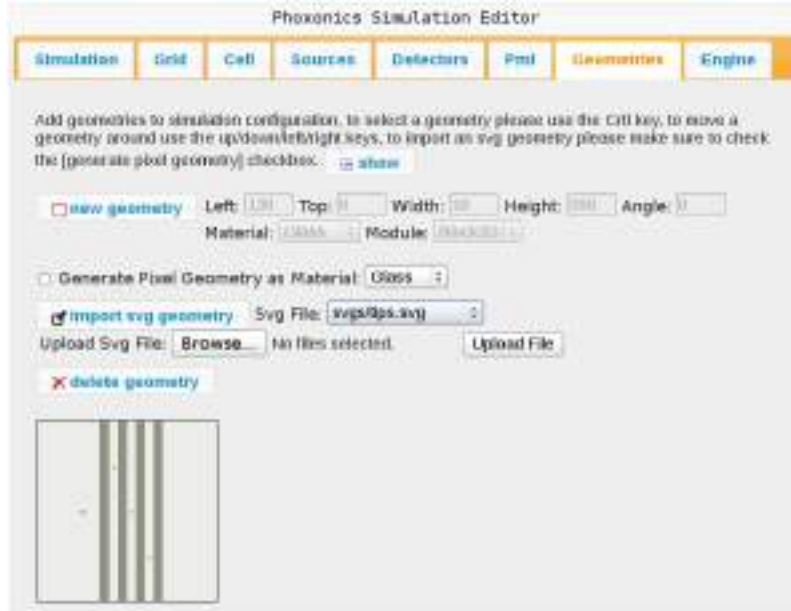 Phoxonics Simulation Editor
Simulation Grid Cell Sources Detectors Pml Geometries Engine
Add geometries to simulation configuration, to select a geometry please use the Crtl key, to move a
geometry around use the up/down/left/right keys, to import an svg geometry please make sure to check
the [generate pixel geometry] checkbox. show
new geometry Left: Top: Width: Height: Angle:
Material: Module:
Generate Pixel Geometry as Material: Glass
import svg geometry Svg File: svgs/tips.svg
Upload Svg File: Browse... No files selected. Upload File
delete geometry